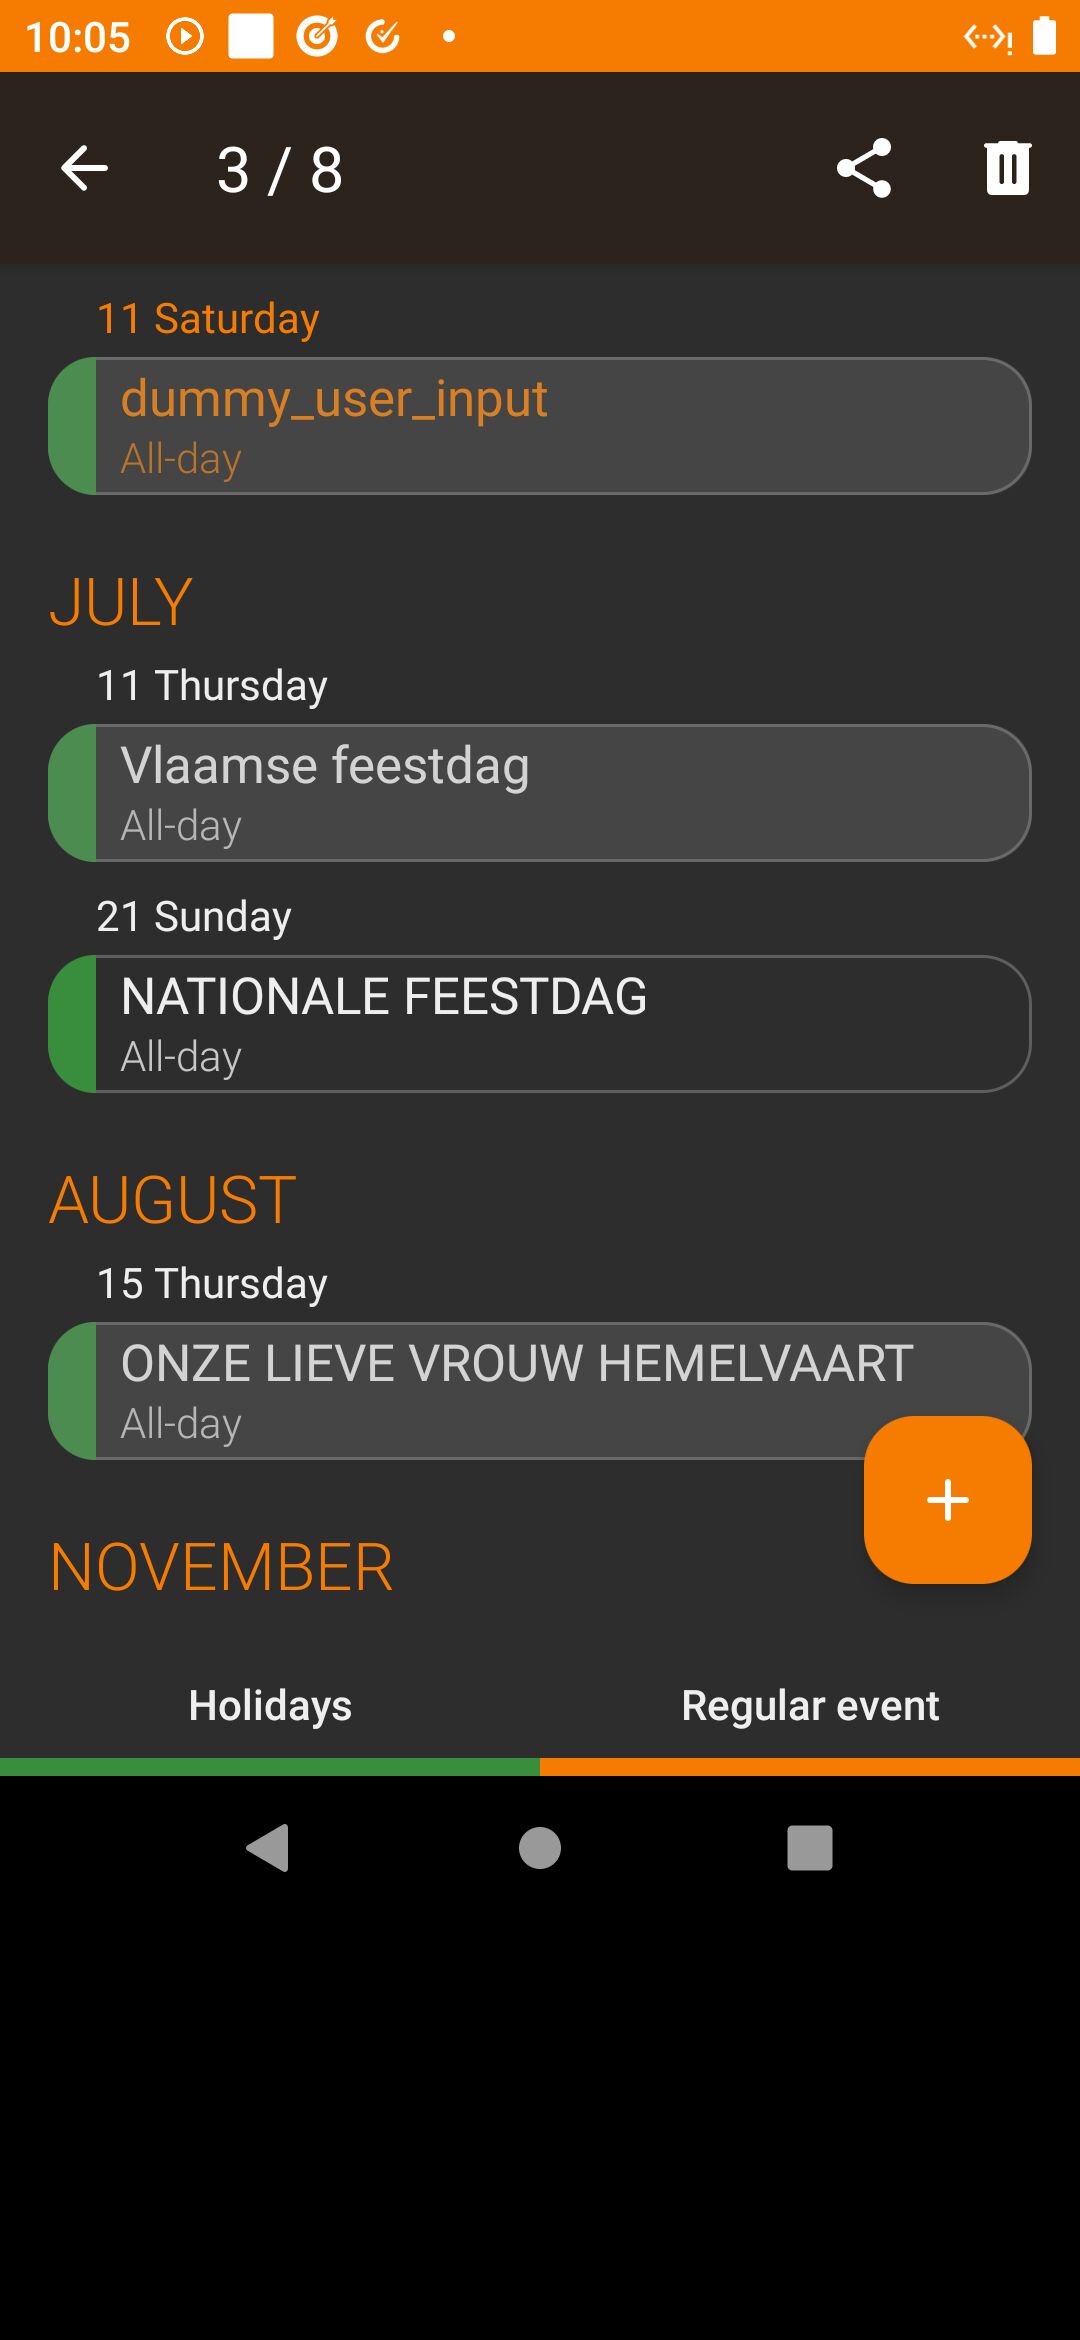 10:05
3 / 8
11 Saturday
dummy_user_input
All-day
JULY
11 Thursday
Vlaamse feestdag
All-day
21 Sunday
NATIONALE FEESTDAG
All-day
AUGUST
15 Thursday
ONZE LIEVE VROUW HEMELVAART
All-day
NOVEMBER
Holidays
Regular event